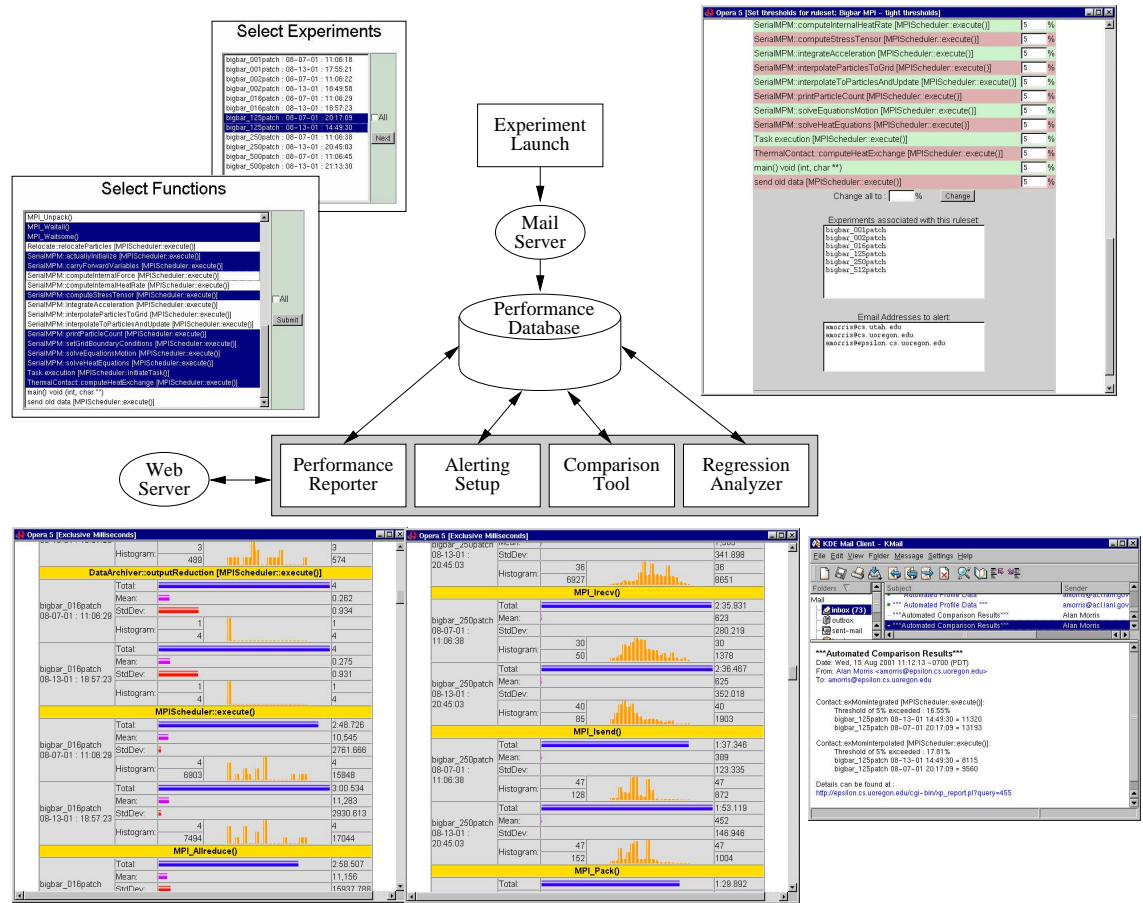 Select Experiments
bigbar_001patch : 08-07-01 : 11:06:18
bigbar_001patch : 08-13-01 : 17:55:21
bigbar_002patch : 08-07-01 : 11:06:22
bigbar_002patch : 08-13-01 : 18:49:58
bigbar_016patch : 08-07-01 : 11:06:29
bigbar_016patch : 08-13-01 : 18:57:23
bigbar_125patch : 08-07-01 : 20:17:09
bigbar_125patch : 08-13-01 : 14:49:30
bigbar_250patch : 08-07-01 : 11:06:38
bigbar_250patch : 08-13-01 : 20:45:03
bigbar_500patch : 08-07-01 : 11:06:45
bigbar_500patch : 08-13-01 : 21:13:30
All
Next
Select Functions
MPI_Unpack()
MPI_Waitall()
MPI_Waitsome()
Relocate::relocateParticles [MPIScheduler::execute()]
SerialMPM::actuallyInitialize [MPIScheduler::execute()]
SerialMPM::carryForwardVariables [MPIScheduler::execute()]
SerialMPM::computeInternalForce [MPIScheduler::execute()]
SerialMPM::computeInternalHeatRate [MPIScheduler::execute()]
SerialMPM::computeStressTensor [MPIScheduler::execute()]
SerialMPM::integrateAcceleration [MPIScheduler::execute()]
SerialMPM::interpolateParticlesToGrid [MPIScheduler::execute()]
SerialMPM::interpolateToParticlesAndUpdate [MPIScheduler::execute()]
SerialMPM::printParticleCount [MPIScheduler::execute()]
SerialMPM::setGridBoundaryConditions [MPIScheduler::execute()]
SerialMPM::solveEquationsMotion [MPIScheduler::execute()]
SerialMPM::solveHeatEquations [MPIScheduler::execute()]
Task execution [MPIScheduler::initiateTask()]
ThermalContact::computeHeatExchange [MPIScheduler::execute()]
main() void (int, char **)
send old data [MPIScheduler::execute()]
All
Submit
Experiment
Launch
Mail
Server
Performance
Database
Web
Server
Performance
Reporter
Alerting
Setup
Comparison
Tool
Regression
Analyzer
Opera 5 [Set thresholds for ruleset: Bigbar MPI - tight thresholds]
SerialMPM::computeInternalHeatRate [MPIScheduler::execute()] 5 %
SerialMPM::computeStressTensor [MPIScheduler::execute()] 5 %
SerialMPM::integrateAcceleration [MPIScheduler::execute()] 5 %
SerialMPM::interpolateParticlesToGrid [MPIScheduler::execute()] 5 %
SerialMPM::interpolateToParticlesAndUpdate [MPIScheduler::execute()] 5 %
SerialMPM::printParticleCount [MPIScheduler::execute()] 5 %
SerialMPM::solveEquationsMotion [MPIScheduler::execute()] 5 %
SerialMPM::solveHeatEquations [MPIScheduler::execute()] 5 %
Task execution [MPIScheduler::execute()] 5 %
ThermalContact::computeHeatExchange [MPIScheduler::execute()] 5 %
main() void (int, char **) 5 %
send old data [MPIScheduler::execute()] 5 %
Change all to : % Change
Experiments associated with this ruleset:
bigbar_001patch
bigbar_002patch
bigbar_016patch
bigbar_125patch
bigbar_250patch
bigbar_512patch
Email Addresses to alert:
amorris@cs.utah.edu
amorris@cs.uoregon.edu
amorris@epsilon.cs.uoregon.edu
Opera 5 [Exclusive Milliseconds]
Histogram: 3 3
489 574
DataArchiver::outputReduction [MPIScheduler::execute()]
bigbar_016patch
08-07-01 : 11:06:29
Total: 4
Mean: 0.262
StdDev: 0.934
Histogram: 1 1
4 4
bigbar_016patch
08-13-01 : 18:57:23
Total: 4
Mean: 0.275
StdDev: 0.931
Histogram: 1 1
4 4
MPIScheduler::execute()
bigbar_016patch
08-07-01 : 11:06:29
Total: 2:48.726
Mean: 10,545
StdDev: 2761.666
Histogram: 4 4
6903 15848
bigbar_016patch
08-13-01 : 18:57:23
Total: 3:00.534
Mean: 11,283
StdDev: 2930.613
Histogram: 4 4
7494 17044
MPI_Allreduce()
bigbar_016patch
Total: 2:58.507
Mean: 11,156
StdDev: 15937.788
Opera 5 [Exclusive Milliseconds]
bigbar_250patch
08-13-01 :
20:45:03
Mean:
StdDev: 341.898
Histogram: 36 36
6927 8651
MPI_Irecv()
bigbar_250patch
08-07-01 :
11:06:38
Total: 2:35.931
Mean: 623
StdDev: 280.219
Histogram: 30 30
50 1378
bigbar_250patch
08-13-01 :
20:45:03
Total: 2:36.467
Mean: 625
StdDev: 352.018
Histogram: 40 40
85 1903
MPI_Isend()
bigbar_250patch
08-07-01 :
11:06:38
Total: 1:37.346
Mean: 389
StdDev: 123.335
Histogram: 47 47
128 872
bigbar_250patch
08-13-01 :
20:45:03
Total: 1:53.119
Mean: 452
StdDev: 146.946
Histogram: 47 47
152 1004
MPI_Pack()
Total: 1:29.892
KDE Mail Client - KMail
File Edit View Folder Message Settings Help
Folders
Mail
inbox (73)
outbox
sent-mail
Subject Sender
Automated Profile Data amorris@acl.lanl.gov
*** Automated Profile Data *** amorris@acl.lanl.gov
***Automated Comparison Results*** Alan Morris
***Automated Comparison Results*** Alan Morris
***Automated Comparison Results***
Date: Wed, 15 Aug 2001 11:12:13 -0700 (PDT)
From: Alan Morris <amorris@epsilon.cs.uoregon.edu>
To: amorris@epsilon.cs.uoregon.edu
Contact::exMomIntegrated [MPIScheduler::execute()]:
Threshold of 5% exceeded : 16.55%
bigbar_125patch 08-13-01 14:49:30 = 11320
bigbar_125patch 08-07-01 20:17:09 = 13193
Contact::exMomInterpolated [MPIScheduler::execute()]:
Threshold of 5% exceeded : 17.81%
bigbar_125patch 08-13-01 14:49:30 = 8115
bigbar_125patch 08-07-01 20:17:09 = 9560
Details can be found at :
http://epsilon.cs.uoregon.edu/cgi-bin/xp_report.pl?query=455